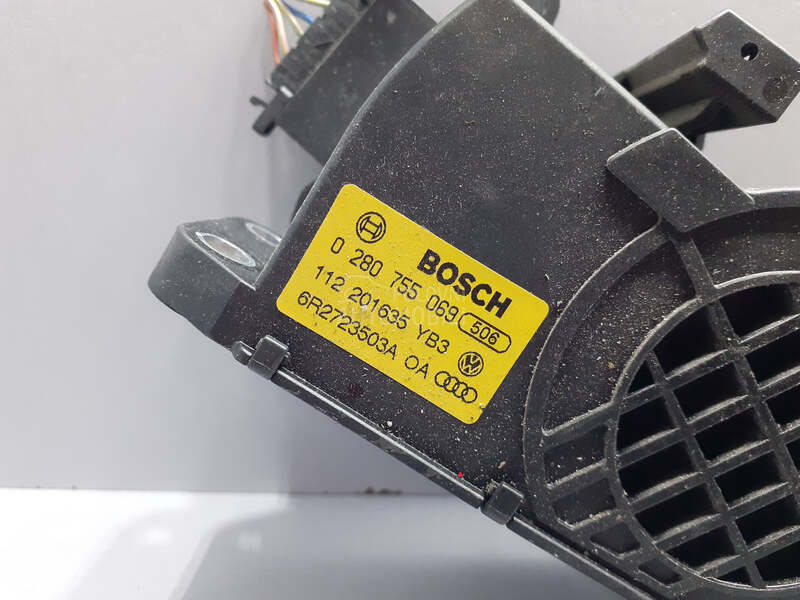 BOSCH
0 280 755 069 506
112 201635 YB3
6R2723503A OA